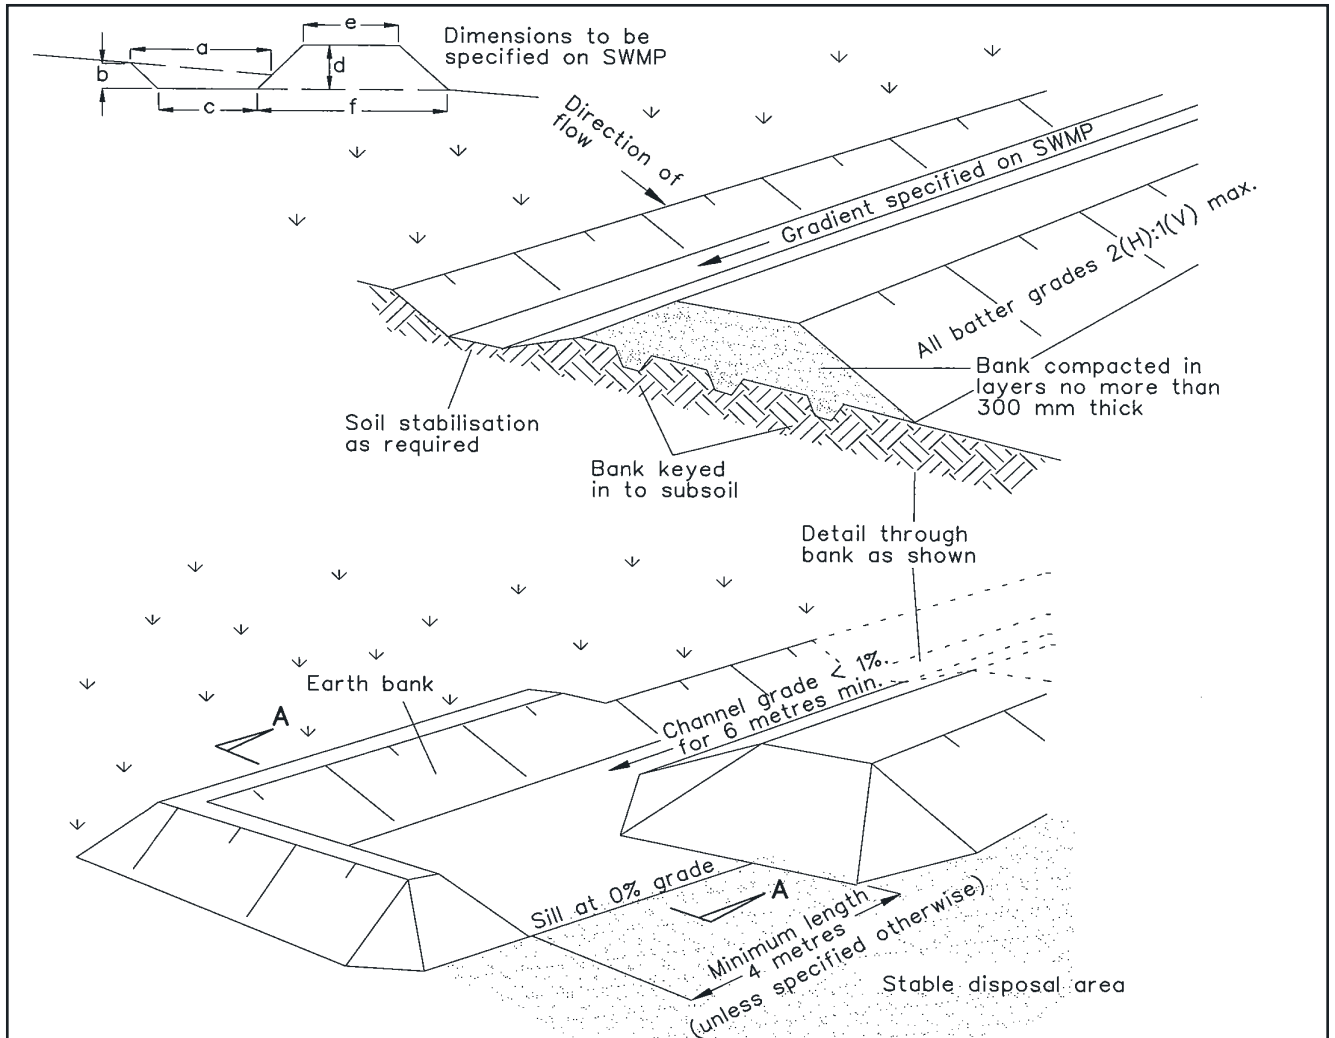 e
Dimensions to be
specified on SWMP
a
b
d
c
f
Direction of
flow
Gradient specified on SWMP
All batter grades 2(H):1(V) max.
Bank compacted in
layers no more than
300 mm thick
Soil stabilisation
as required
Bank keyed
in to subsoil
Detail through
bank as shown
Earth bank
Channel grade < 1%
for 6 metres min.
A
Sill at 0% grade
A
Minimum length
4 metres
(unless specified otherwise)
Stable disposal area